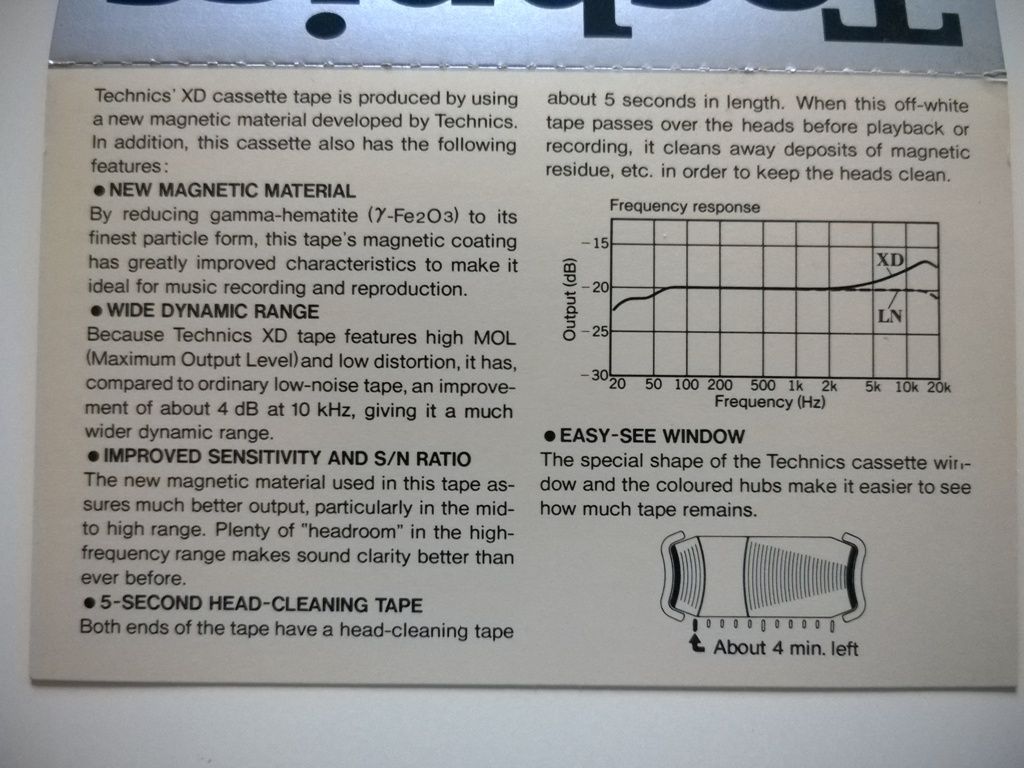 Technics
Technics' XD cassette tape is produced by using
a new magnetic material developed by Technics.
In addition, this cassette also has the following
features:
● NEW MAGNETIC MATERIAL
By reducing gamma-hematite (γ-Fe2O3) to its
finest particle form, this tape's magnetic coating
has greatly improved characteristics to make it
ideal for music recording and reproduction.
● WIDE DYNAMIC RANGE
Because Technics XD tape features high MOL
(Maximum Output Level) and low distortion, it has,
compared to ordinary low-noise tape, an improve-
ment of about 4 dB at 10 kHz, giving it a much
wider dynamic range.
● IMPROVED SENSITIVITY AND S/N RATIO
The new magnetic material used in this tape as-
sures much better output, particularly in the mid-
to high range. Plenty of "headroom" in the high-
frequency range makes sound clarity better than
ever before.
● 5-SECOND HEAD-CLEANING TAPE
Both ends of the tape have a head-cleaning tape
about 5 seconds in length. When this off-white
tape passes over the heads before playback or
recording, it cleans away deposits of magnetic
residue, etc. in order to keep the heads clean.
Frequency response
Output (dB)
-15
-20
-25
-30
XD
LN
20 50 100 200 500 1k 2k 5k 10k 20k
Frequency (Hz)
● EASY-SEE WINDOW
The special shape of the Technics cassette win-
dow and the coloured hubs make it easier to see
how much tape remains.
About 4 min. left